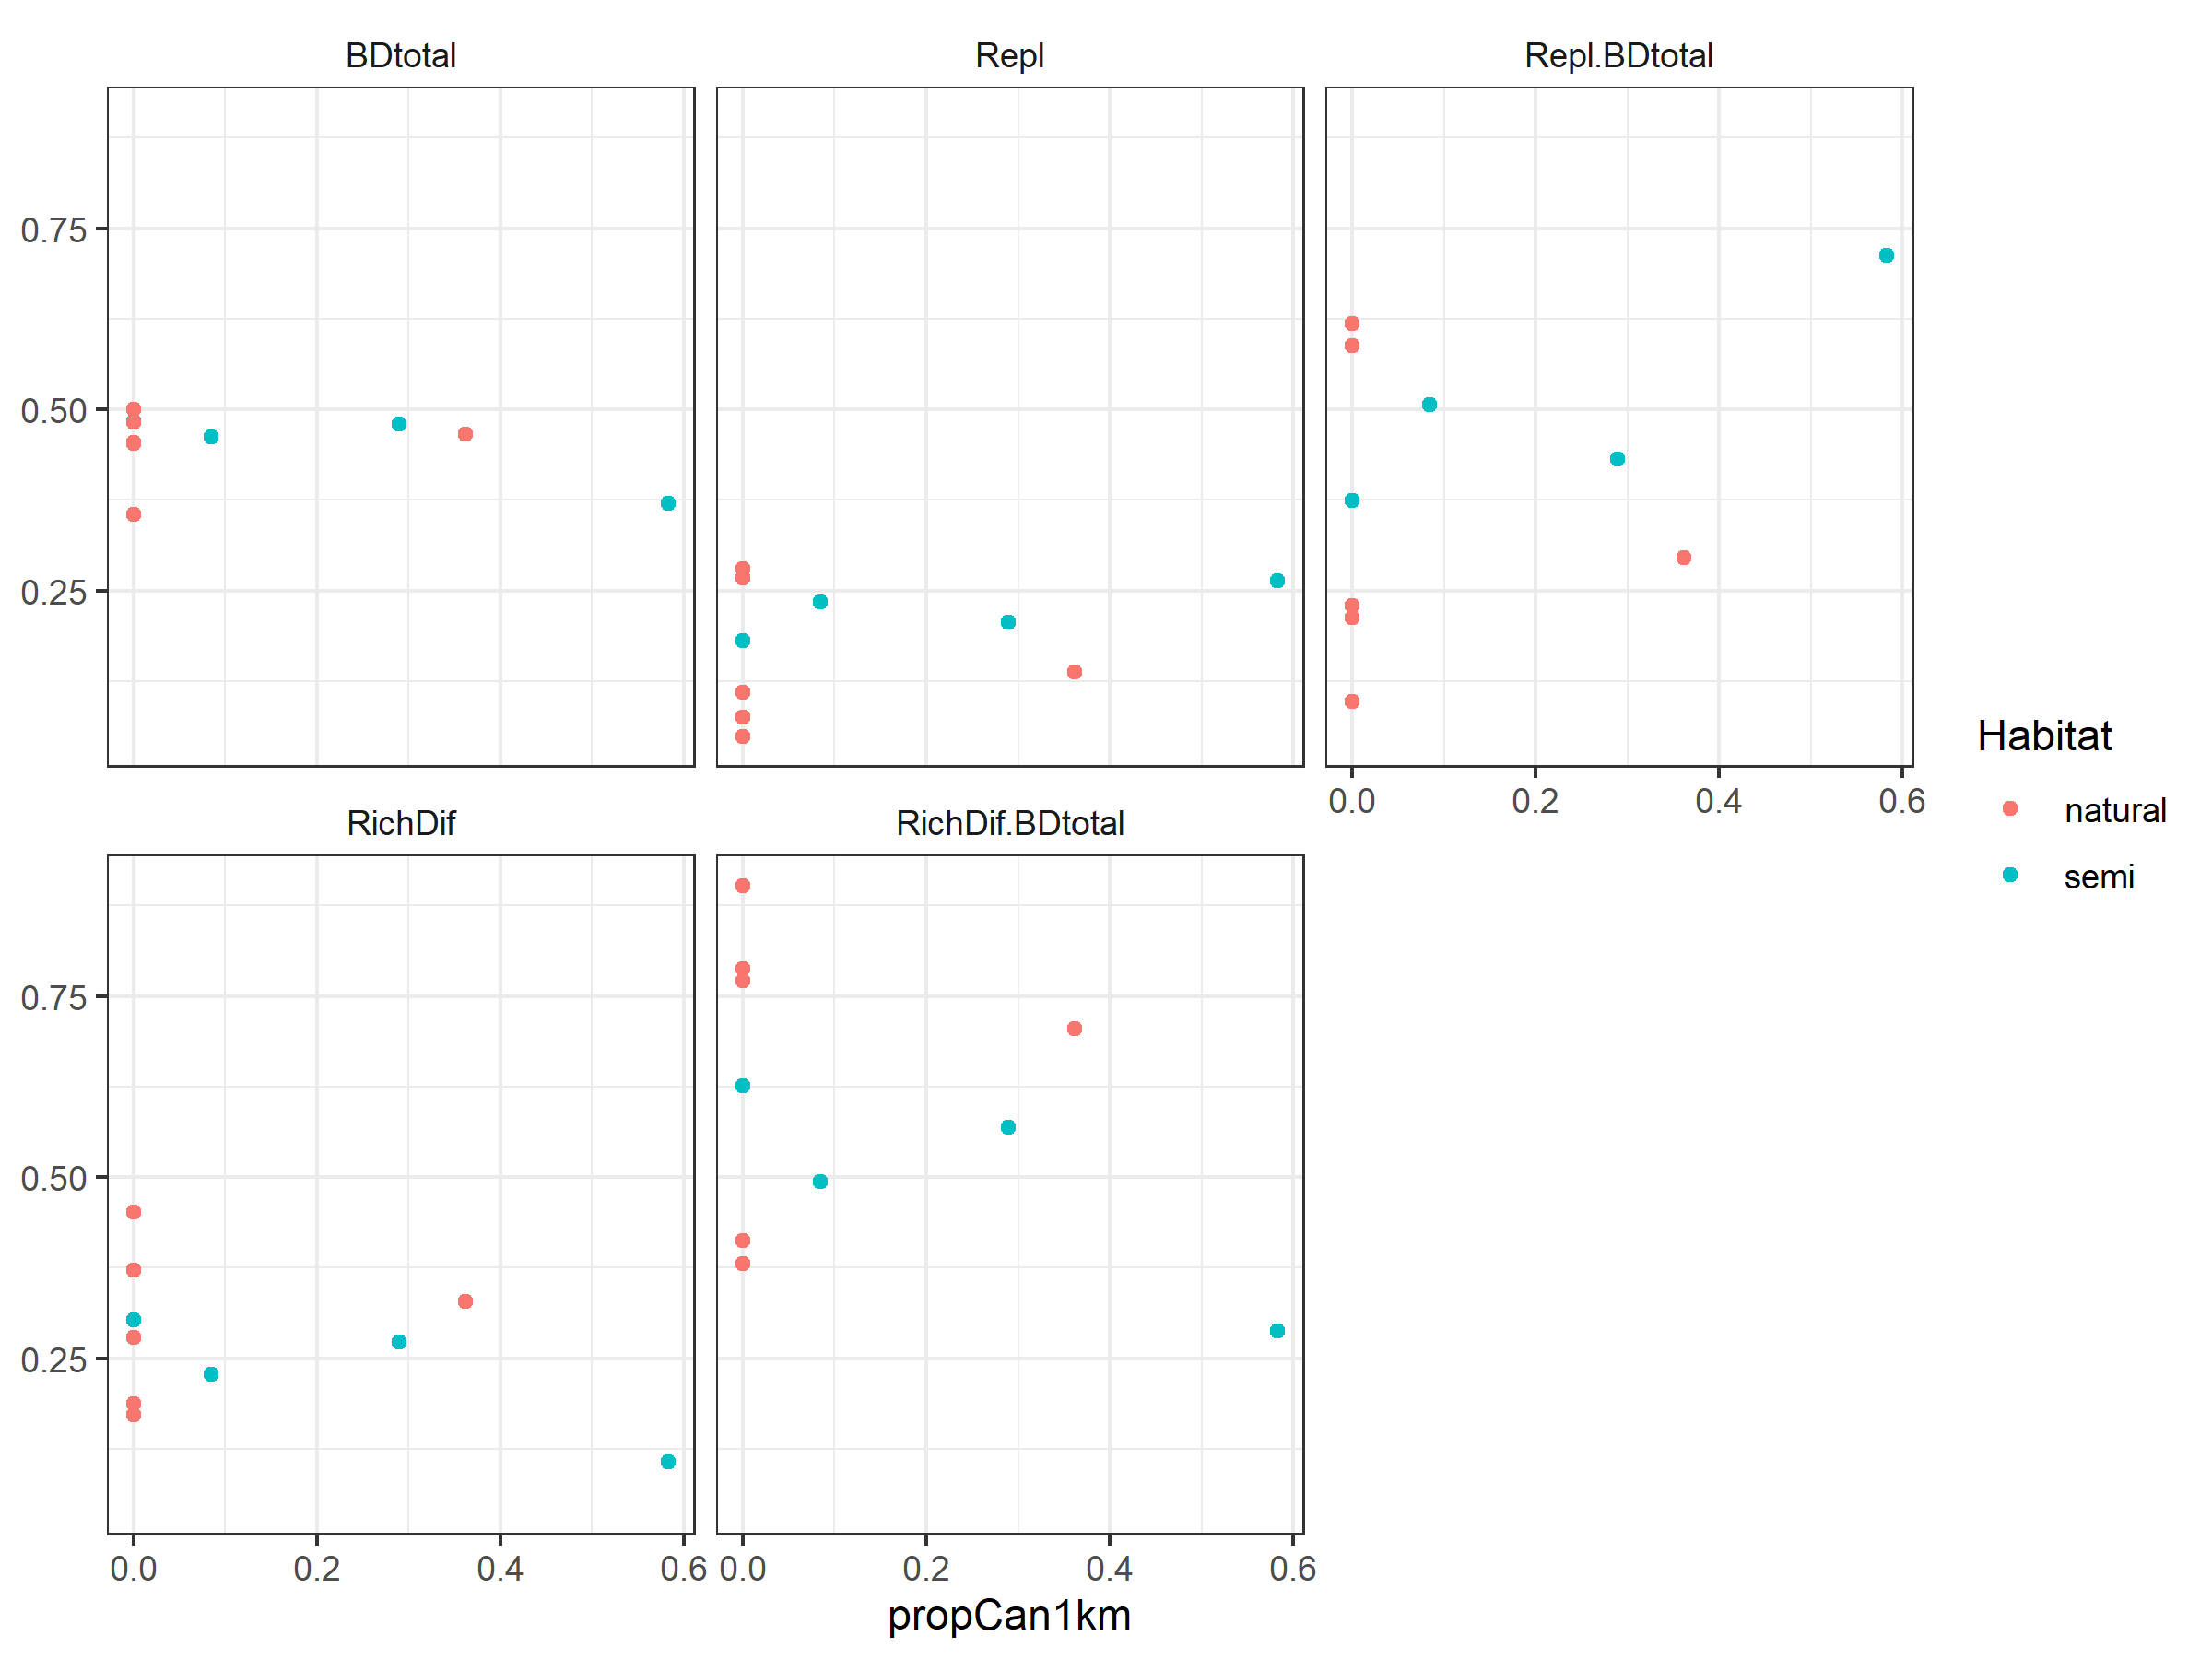 BDtotal Repl Repl.BDtotal
0.75
0.50
0.25
0.0 0.2 0.4 0.6
RichDif RichDif.BDtotal
0.75
0.50
0.25
0.0 0.2 0.4 0.6 0.0 0.2 0.4 0.6
propCan1km
Habitat
natural
semi